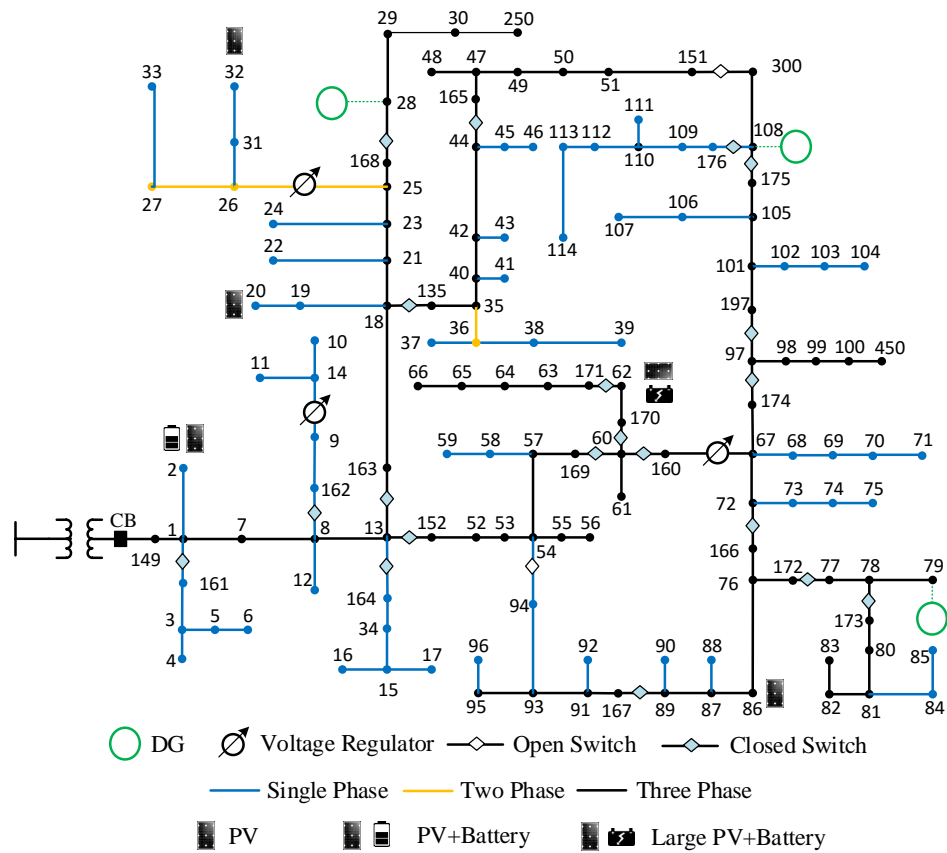 29 30 250
48 47 50 151 300
33 32 49 51
28 165 111 108
31 168 44 45 46 113 112 109
110 176
25 175
27 26
24 23 42 43 107 106 105
22 21 40 41 114
101 102 103 104
20 19 135 35 197
18
37 36 38 39
10 97 98 99 100 450
11 14 66 65 64 63 171 62
174
170
9 59 58 57 60 67 68 69 70 71
163 169 160
2 162 61 72 73 74 75
CB
1 7 8 13 152 52 53 55 56
149 54 166
161 12 164 76 172 77 78 79
3 5 6 34 94 173
4 16 17 96 92 90 88 83 80 85
15
95 93 91 167 89 87 86 82 81 84
DG Voltage Regulator Open Switch Closed Switch
Single Phase Two Phase Three Phase
PV PV+Battery Large PV+Battery